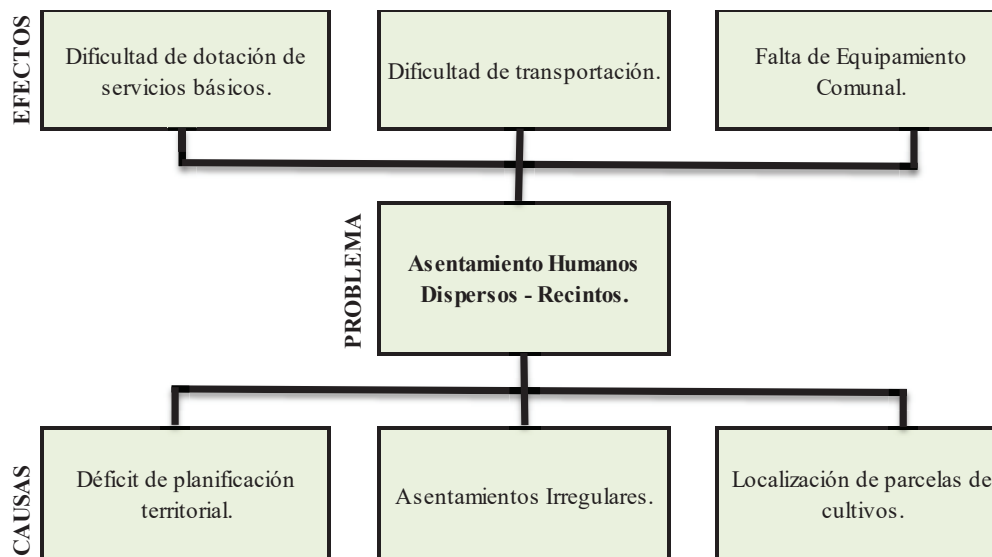 EFECTOS
Dificultad de dotación de
servicios básicos.
Dificultad de transportación.
Falta de Equipamiento
Comunal.
PROBLEMA
Asentamiento Humanos
Dispersos - Recintos.
CAUSAS
Déficit de planificación
territorial.
Asentamientos Irregulares.
Localización de parcelas de
cultivos.